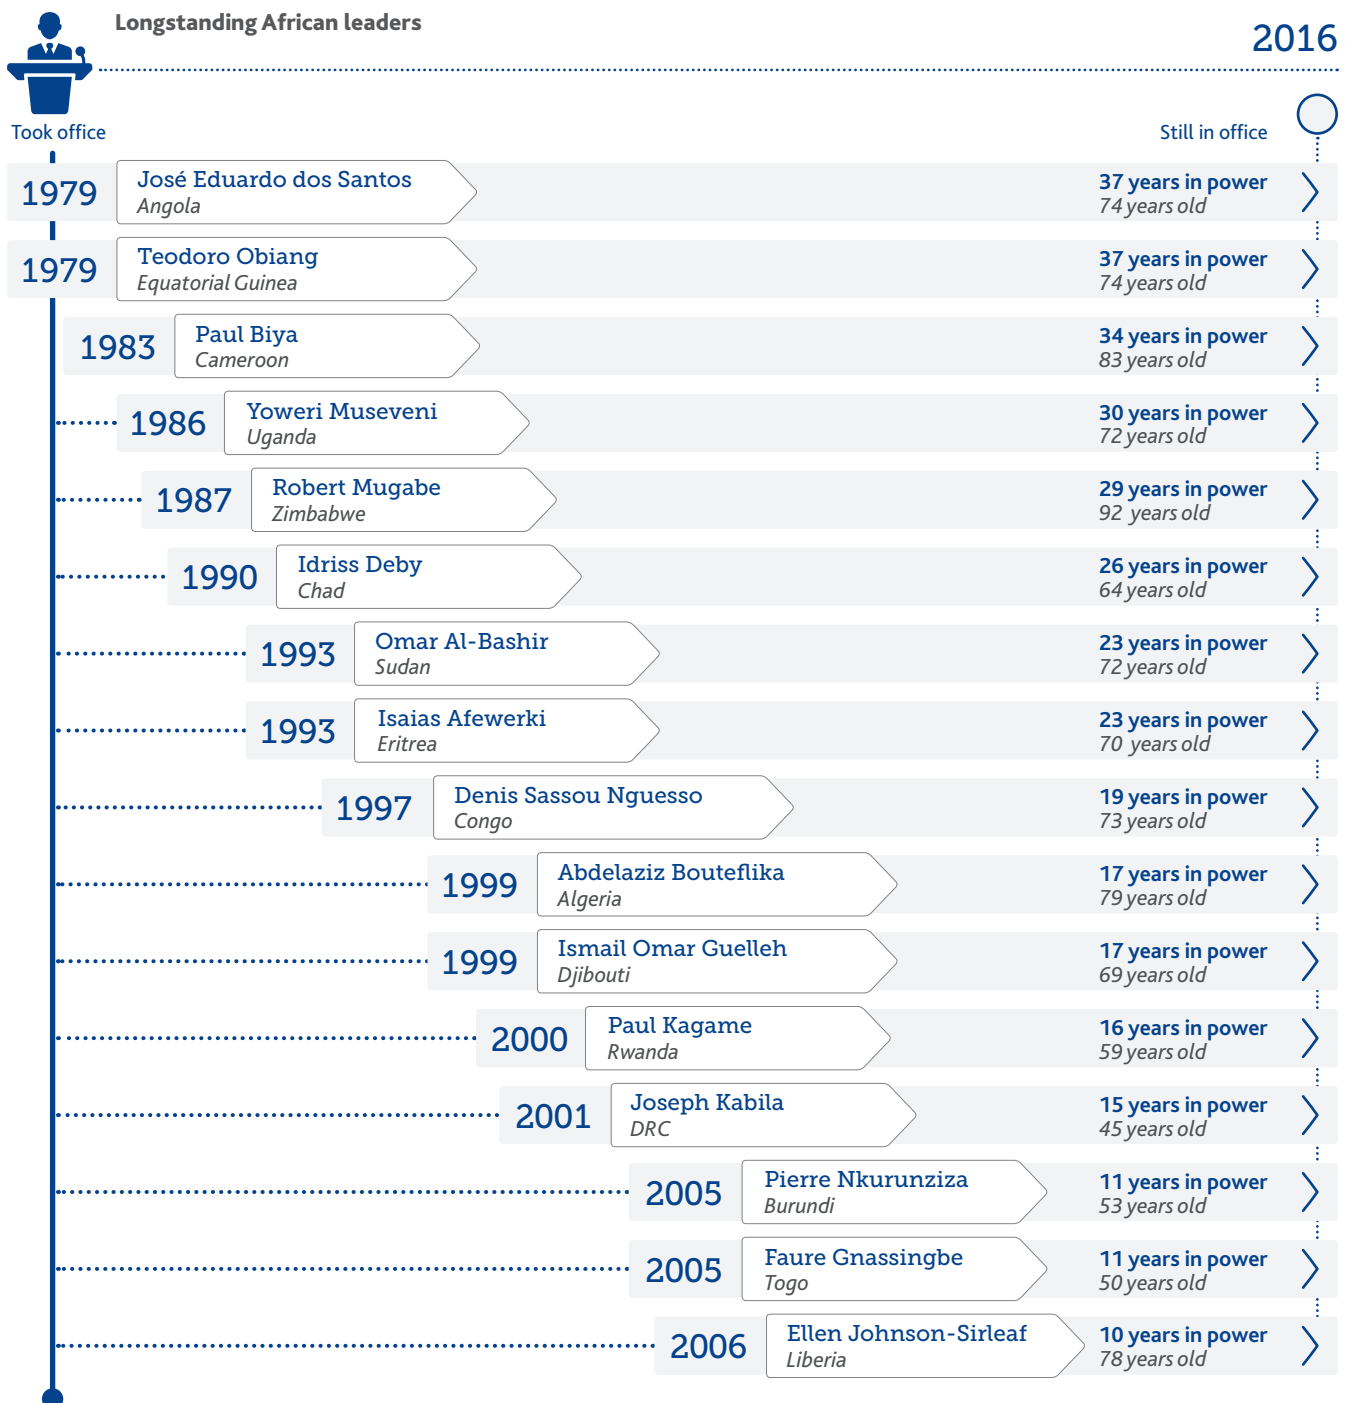 Longstanding African leaders
2016
Took office
Still in office
1979
José Eduardo dos Santos
Angola
37 years in power
74 years old
1979
Teodoro Obiang
Equatorial Guinea
37 years in power
74 years old
1983
Paul Biya
Cameroon
34 years in power
83 years old
1986
Yoweri Museveni
Uganda
30 years in power
72 years old
1987
Robert Mugabe
Zimbabwe
29 years in power
92 years old
1990
Idriss Deby
Chad
26 years in power
64 years old
1993
Omar Al-Bashir
Sudan
23 years in power
72 years old
1993
Isaias Afewerki
Eritrea
23 years in power
70 years old
1997
Denis Sassou Nguesso
Congo
19 years in power
73 years old
1999
Abdelaziz Bouteflika
Algeria
17 years in power
79 years old
1999
Ismail Omar Guelleh
Djibouti
17 years in power
69 years old
2000
Paul Kagame
Rwanda
16 years in power
59 years old
2001
Joseph Kabila
DRC
15 years in power
45 years old
2005
Pierre Nkurunziza
Burundi
11 years in power
53 years old
2005
Faure Gnassingbe
Togo
11 years in power
50 years old
2006
Ellen Johnson-Sirleaf
Liberia
10 years in power
78 years old